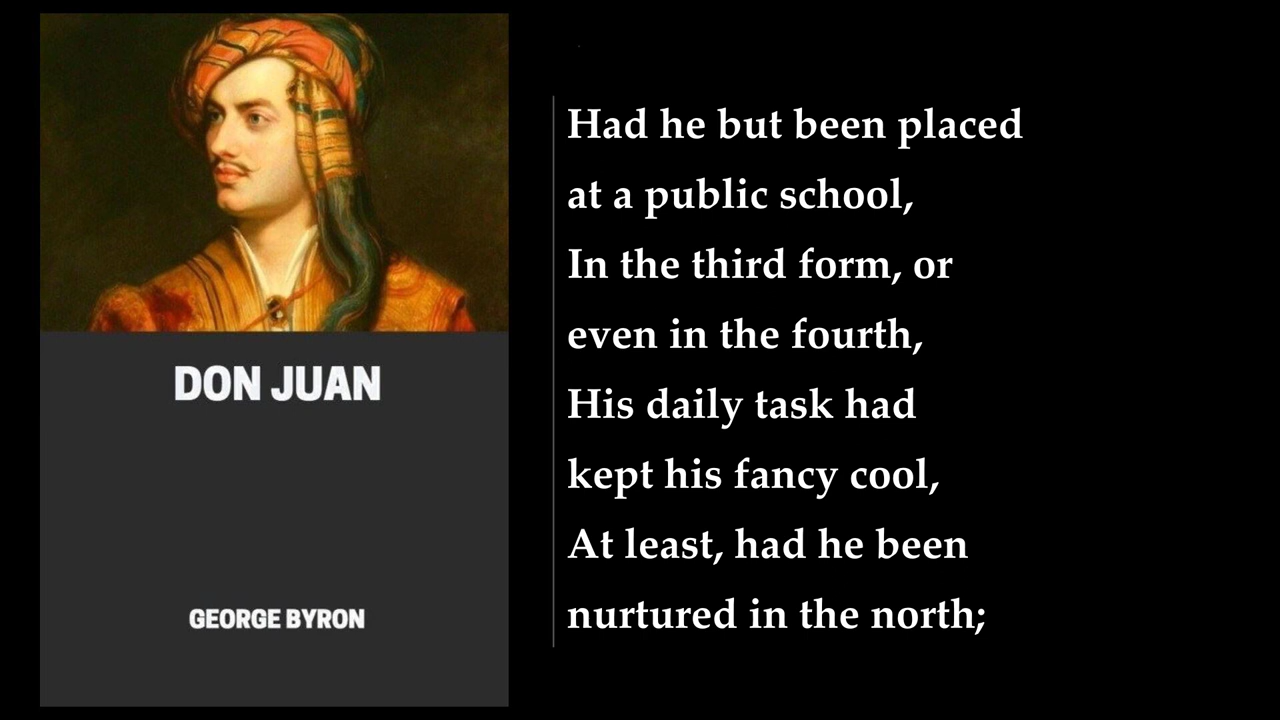 DON JUAN
GEORGE BYRON
Had he but been placed
at a public school,
In the third form, or
even in the fourth,
His daily task had
kept his fancy cool,
At least, had he been
nurtured in the north;